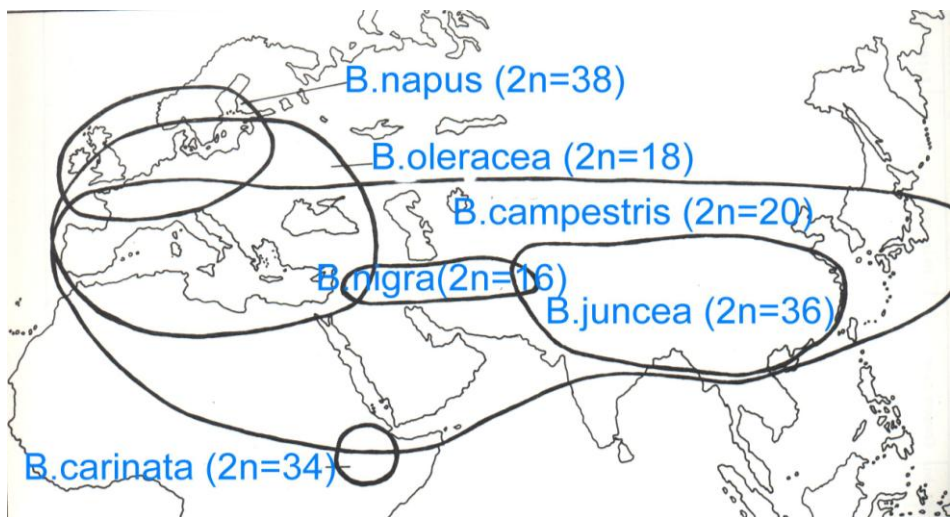 B.napus (2n=38)
B.oleracea (2n=18)
B.campestris (2n=20)
B.nigra(2n=16)
B.juncea (2n=36)
B.carinata (2n=34)